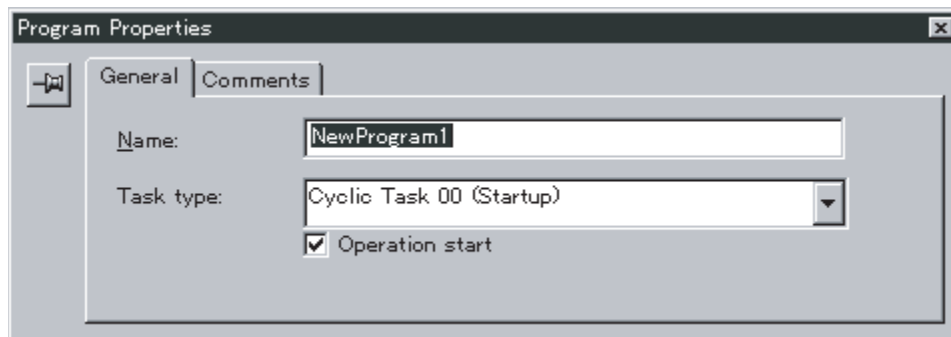 Program Properties
General Comments
Name: NewProgram1
Task type: Cyclic Task 00 (Startup)
Operation start